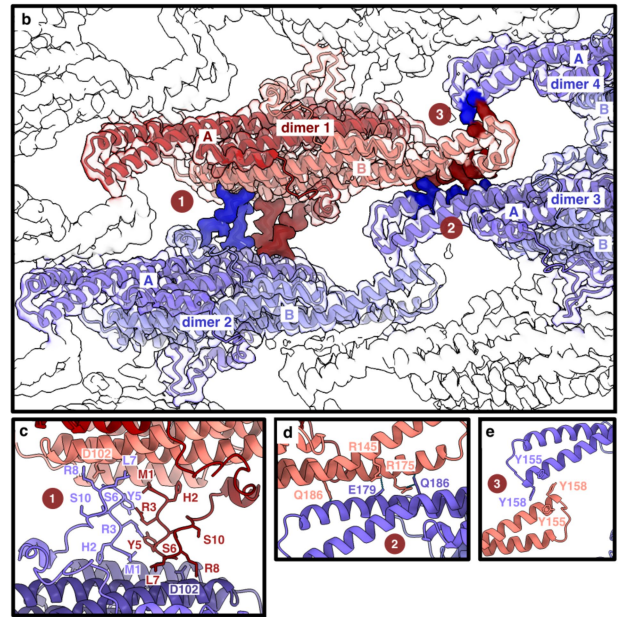 b
A
dimer 4
B
3
A
dimer 1
B
1
A
dimer 3
2
B
A
dimer 2
B
c
D102
L7
R8
M1
1
S10
S6
Y5
H2
R3
R3
S10
H2
Y5
S6
M1
R8
L7
D102
d
R145
R175
Q186
E179
Q186
2
e
Y155
3
Y158
Y158
Y155